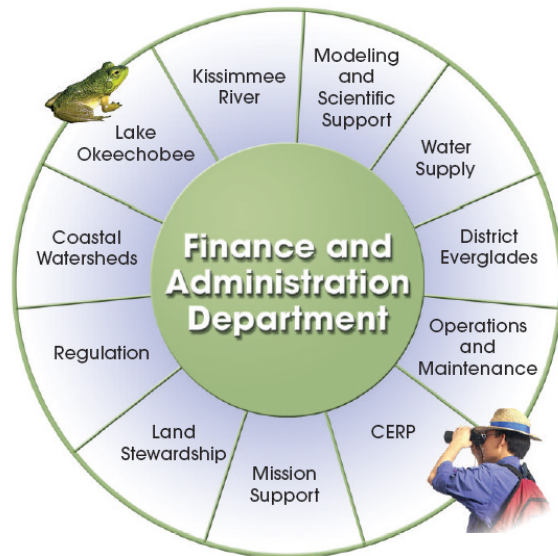 Finance and
Administration
Department
Kissimmee
River
Modeling
and
Scientific
Support
Water
Supply
District
Everglades
Operations
and
Maintenance
CERP
Mission
Support
Land
Stewardship
Regulation
Coastal
Watersheds
Lake
Okeechobee